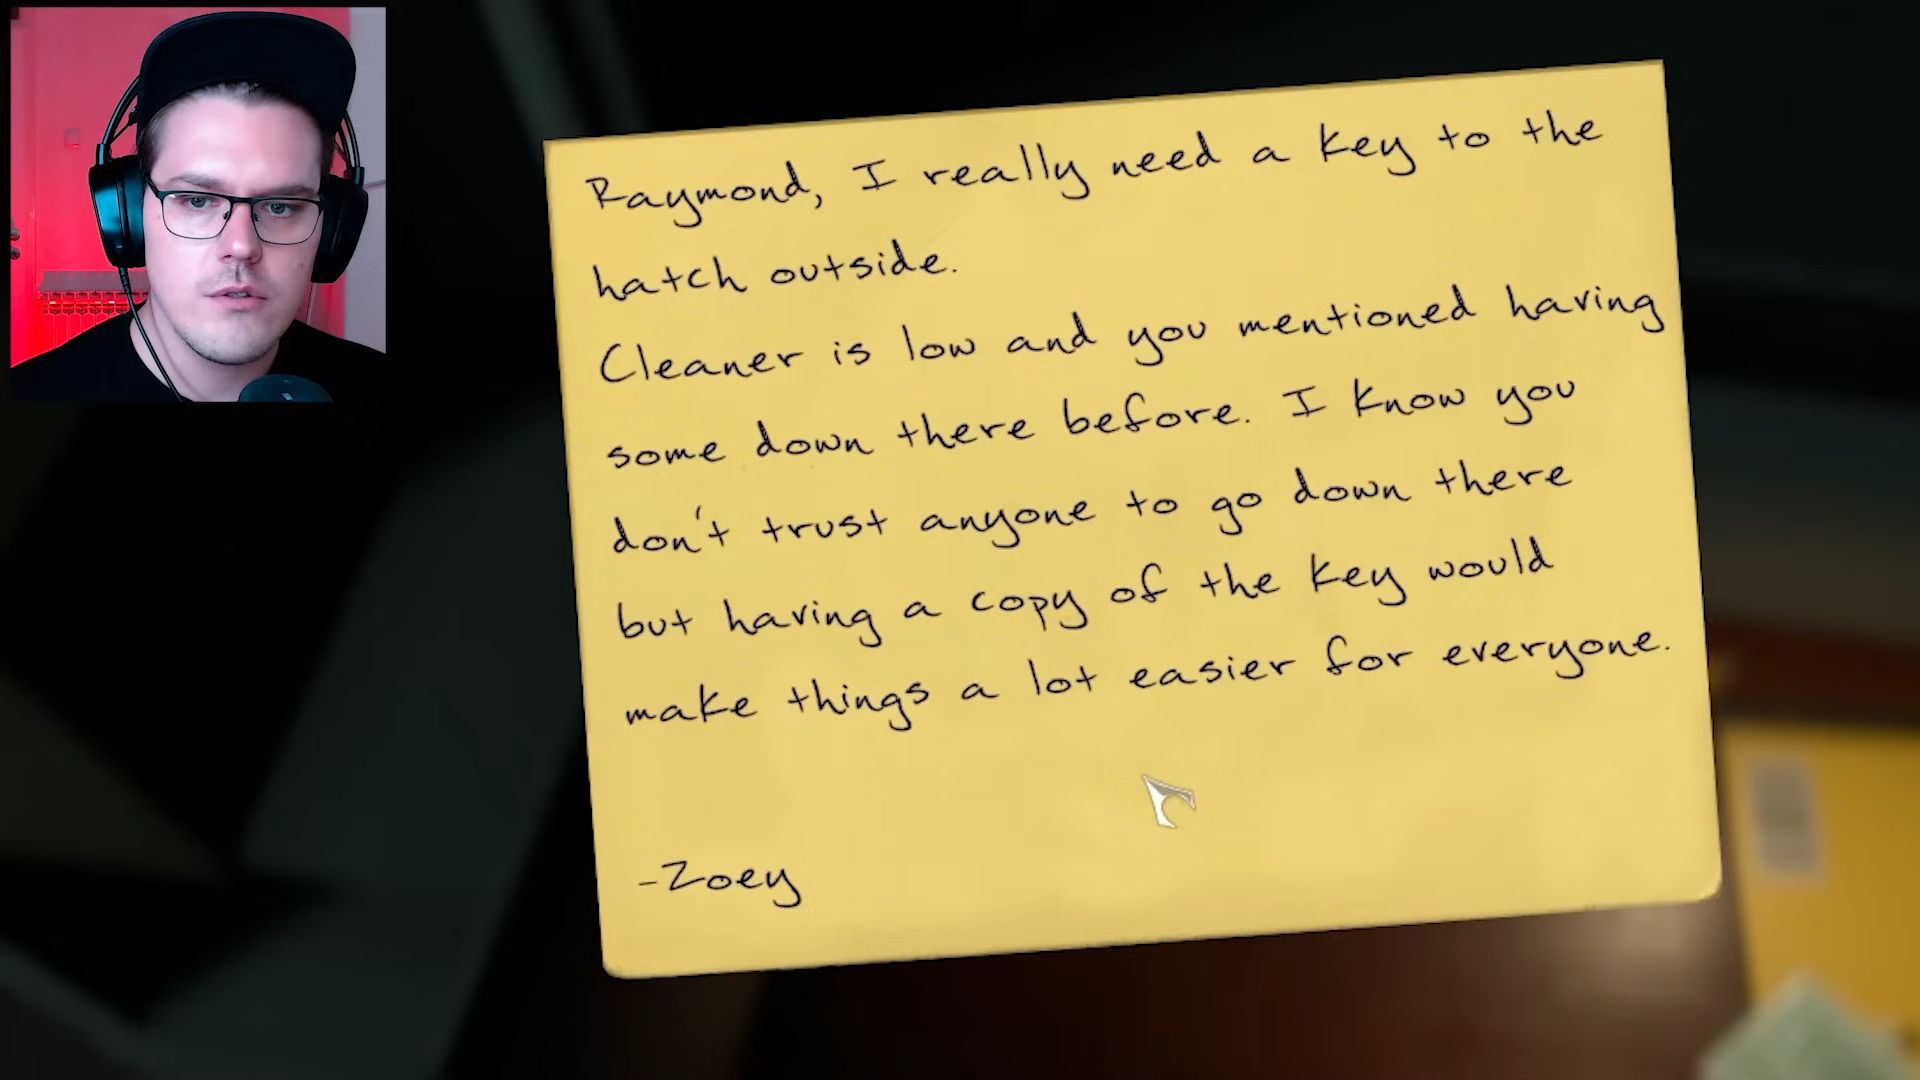 Raymond, I really need a key to the
hatch outside.
Cleaner is low and you mentioned having
some down there before. I know you
don't trust anyone to go down there
but having a copy of the key would
make things a lot easier for everyone.
-Zoey